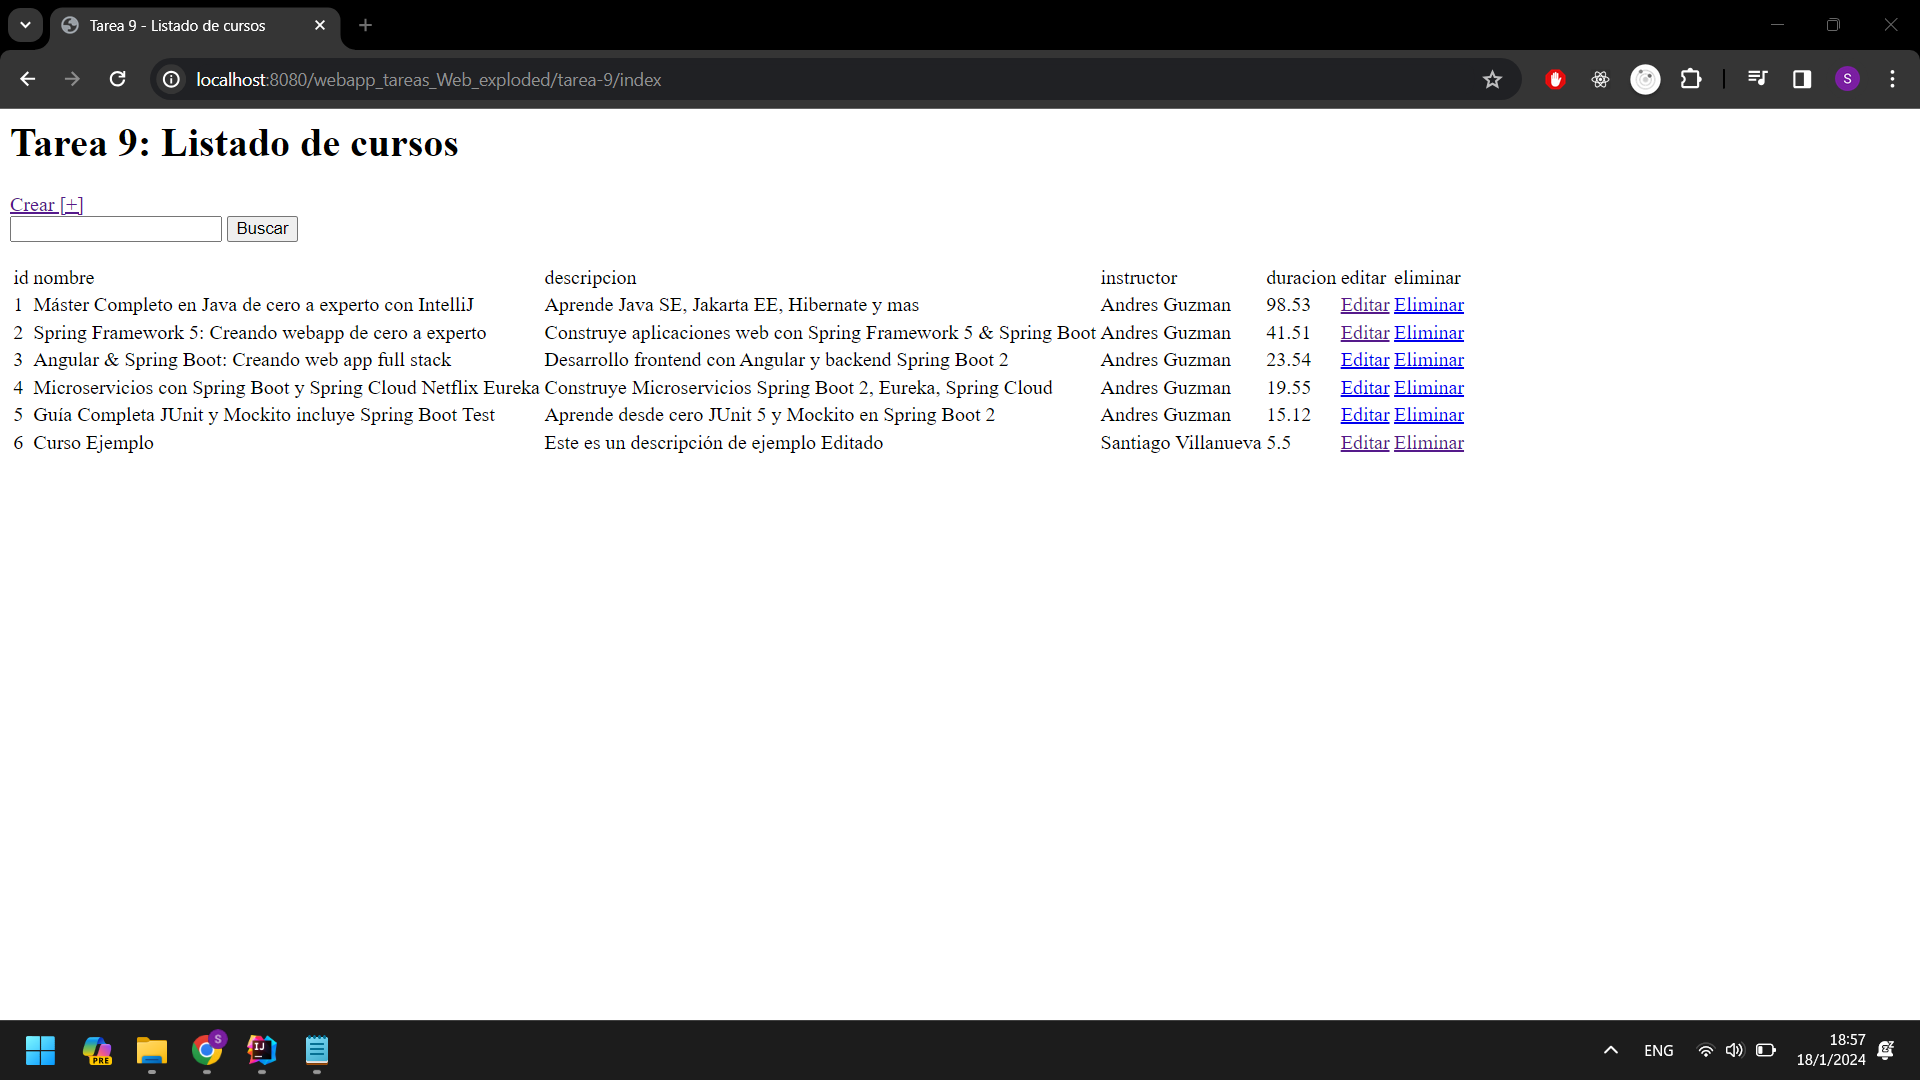 Tarea 9 - Listado de cursos
localhost:8080/webapp_tareas_Web_exploded/tarea-9/index
S
Tarea 9: Listado de cursos
Crear [+]
Buscar
id nombre descripcion instructor duracion editar eliminar
1 Máster Completo en Java de cero a experto con IntelliJ Aprende Java SE, Jakarta EE, Hibernate y mas Andres Guzman 98.53 Editar Eliminar
2 Spring Framework 5: Creando webapp de cero a experto Construye aplicaciones web con Spring Framework 5 & Spring Boot Andres Guzman 41.51 Editar Eliminar
3 Angular & Spring Boot: Creando web app full stack Desarrollo frontend con Angular y backend Spring Boot 2 Andres Guzman 23.54 Editar Eliminar
4 Microservicios con Spring Boot y Spring Cloud Netflix Eureka Construye Microservicios Spring Boot 2, Eureka, Spring Cloud Andres Guzman 19.55 Editar Eliminar
5 Guía Completa JUnit y Mockito incluye Spring Boot Test Aprende desde cero JUnit 5 y Mockito en Spring Boot 2 Andres Guzman 15.12 Editar Eliminar
6 Curso Ejemplo Este es un descripción de ejemplo Editado Santiago Villanueva 5.5 Editar Eliminar
PRE
S
IJ
ENG
18:57
18/1/2024